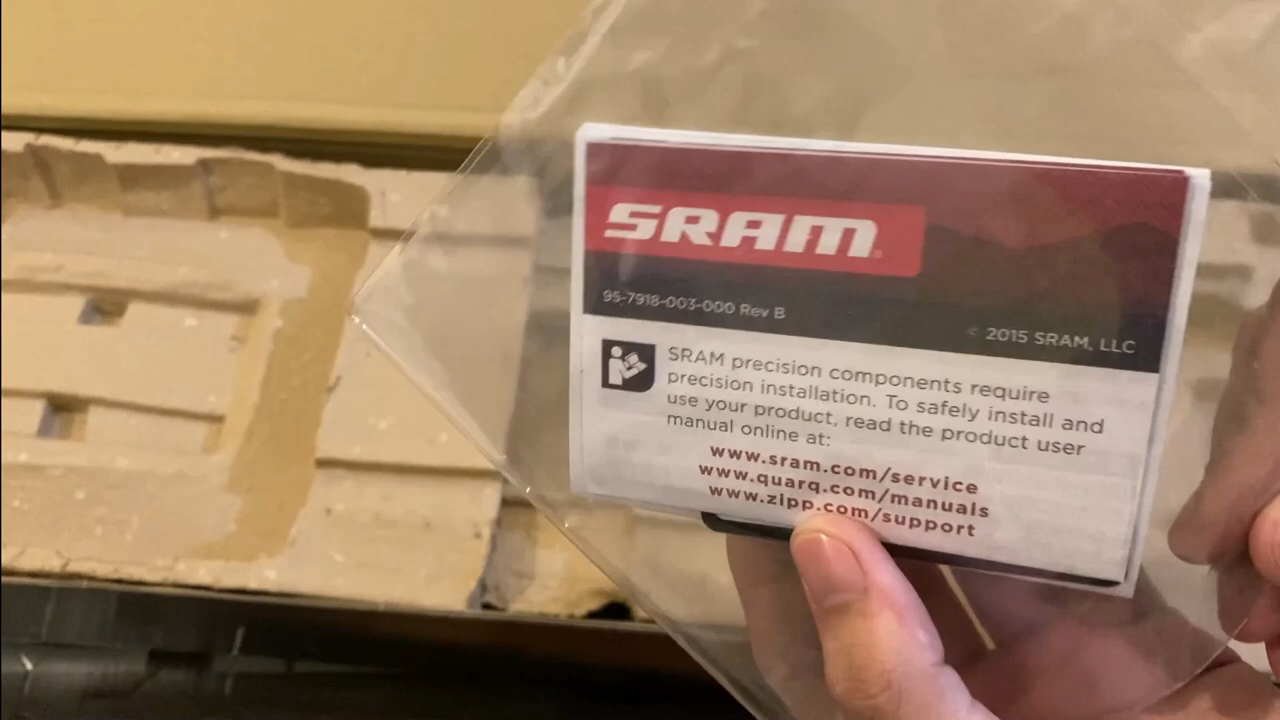 SRAM
95-7918-003-000 Rev B
© 2015 SRAM, LLC
SRAM precision components require
precision installation. To safely install and
use your product, read the product user
manual online at:
www.sram.com/service
www.quarq.com/manuals
www.zipp.com/support